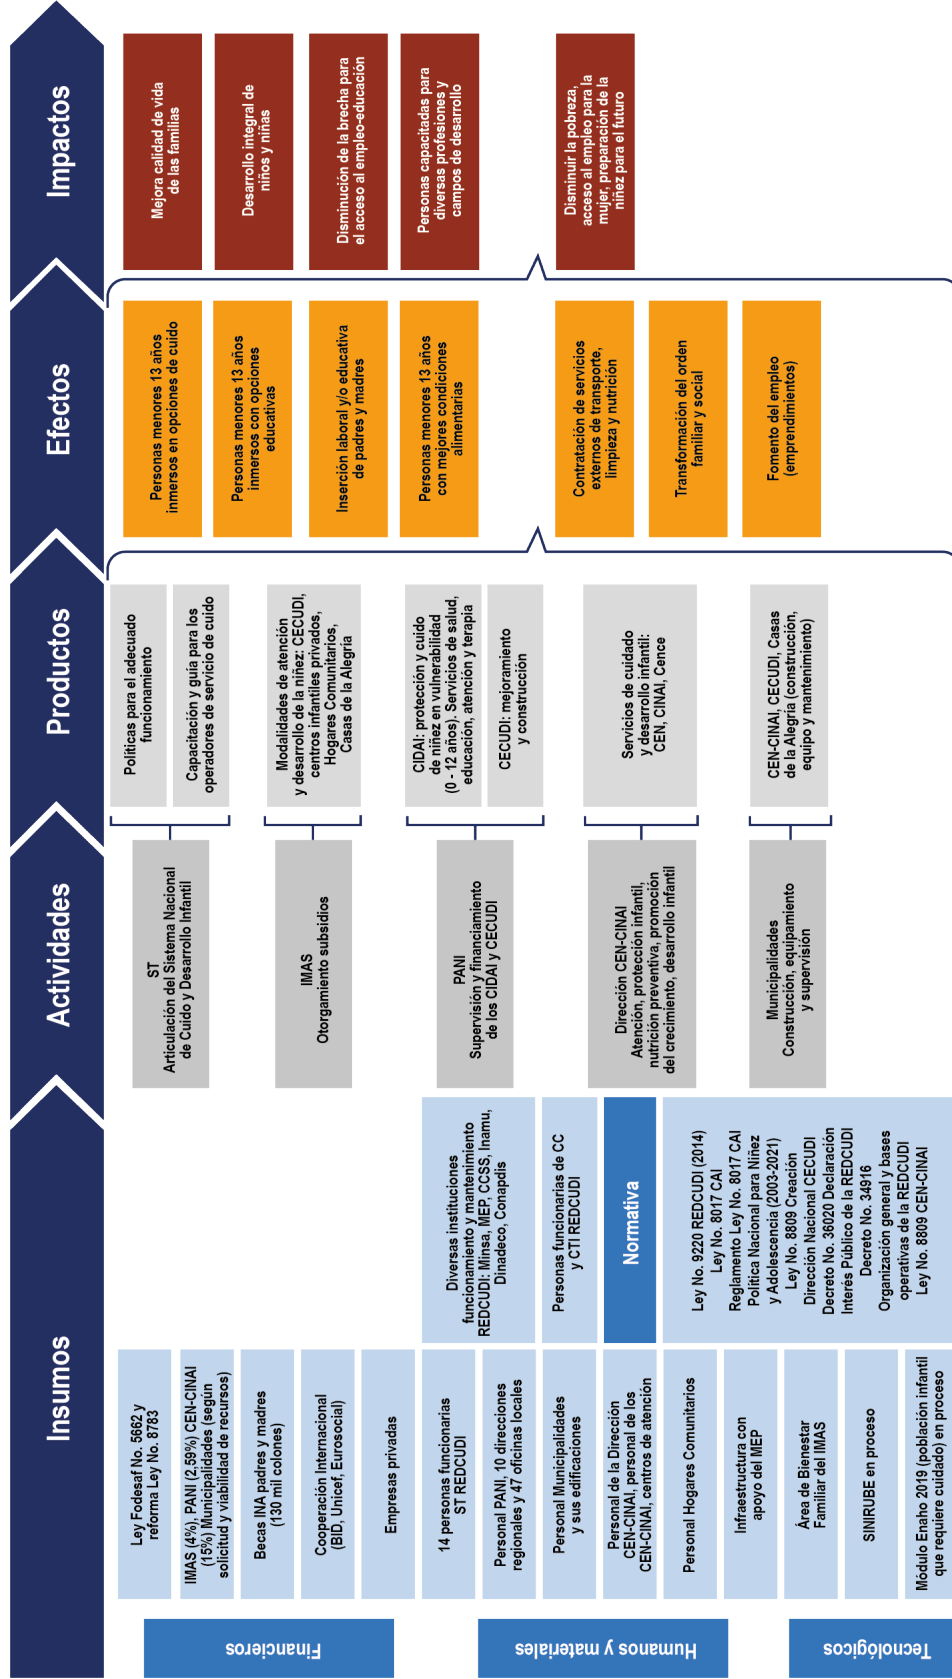 Insumos
Actividades
Productos
Efectos
Impactos
Financieros
Ley Fodesaf No. 5662 y
reforma Ley No. 8783
IMAS (4%), PANI (2,59%) CEN-CINAI
(15%) Municipalidades (según
solicitud y viabilidad de recursos)
Becas INA padres y madres
(130 mil colones)
Cooperación Internacional
(BID, Unicef, Eurosocial)
Empresas privadas
Humanos y materiales
14 personas funcionarias
ST REDCUDI
Personal PANI, 10 direcciones
regionales y 47 oficinas locales
Personal Municipalidades
y sus edificaciones
Personal de la Dirección
CEN-CINAI, personal de los
CEN-CINAI, centros de atención
Personal Hogares Comunitarios
Infraestructura con
apoyo del MEP
Tecnológicos
Área de Bienestar
Familiar del IMAS
SINIRUBE en proceso
Módulo Enaho 2019 (población infantil
que requiere cuidado) en proceso
Diversas instituciones
funcionamiento y mantenimiento
REDCUDI: Minsa, MEP, CCSS, Inamu,
Dinadeco, Conapdis
Personas funcionarias de CC
y CTI REDCUDI
Normativa
Ley No. 9220 REDCUDI (2014)
Ley No. 8017 CAI
Reglamento Ley No. 8017 CAI
Política Nacional para Niñez
y Adolescencia (2003-2021)
Ley No. 8809 Creación
Dirección Nacional CECUDI
Decreto No. 36020 Declaración
Interés Público de la REDCUDI
Decreto No. 34916
Organización general y bases
operativas de la REDCUDI
Ley No. 8809 CEN-CINAI
ST
Articulación del Sistema Nacional
de Cuido y Desarrollo Infantil
IMAS
Otorgamiento subsidios
PANI
Supervisión y financiamiento
de los CIDAI y CECUDI
Dirección CEN-CINAI
Atención, protección infantil,
nutrición preventiva, promoción
del crecimiento, desarrollo infantil
Municipalidades
Construcción, equipamiento
y supervisión
Políticas para el adecuado
funcionamiento
Capacitación y guía para los
operadores de servicio de cuido
Modalidades de atención
y desarrollo de la niñez: CECUDI,
centros infantiles privados,
Hogares Comunitarios,
Casas de la Alegría
CIDAI: protección y cuido
de niñez en vulnerabilidad
(0 - 12 años). Servicios de salud,
educación, atención y terapia
CECUDI: mejoramiento
y construcción
Servicios de cuidado
y desarrollo infantil:
CEN, CINAI, Cence
CEN-CINAI, CECUDI, Casas
de la Alegría (construcción,
equipo y mantenimiento)
Personas menores 13 años
inmersos en opciones de cuido
Personas menores 13 años
inmersos con opciones
educativas
Inserción laboral y/o educativa
de padres y madres
Personas menores 13 años
con mejores condiciones
alimentarias
Contratación de servicios
externos de transporte,
limpieza y nutrición
Transformación del orden
familiar y social
Fomento del empleo
(emprendimientos)
Mejora calidad de vida
de las familias
Desarrollo integral de
niños y niñas
Disminución de la brecha para
el acceso al empleo-educación
Personas capacitadas para
diversas profesiones y
campos de desarrollo
Disminuir la pobreza,
acceso al empleo para la
mujer, preparación de la
niñez para el futuro